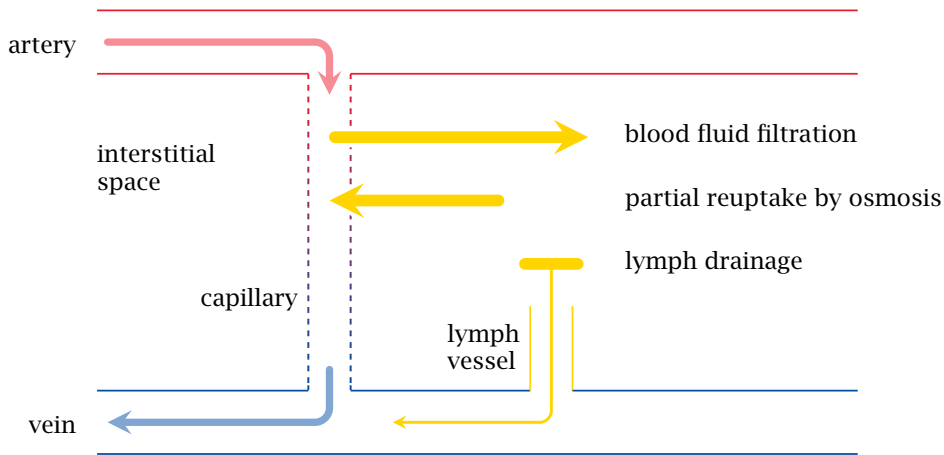 artery
blood fluid filtration
interstitial
space
partial reuptake by osmosis
lymph drainage
capillary
lymph
vessel
vein